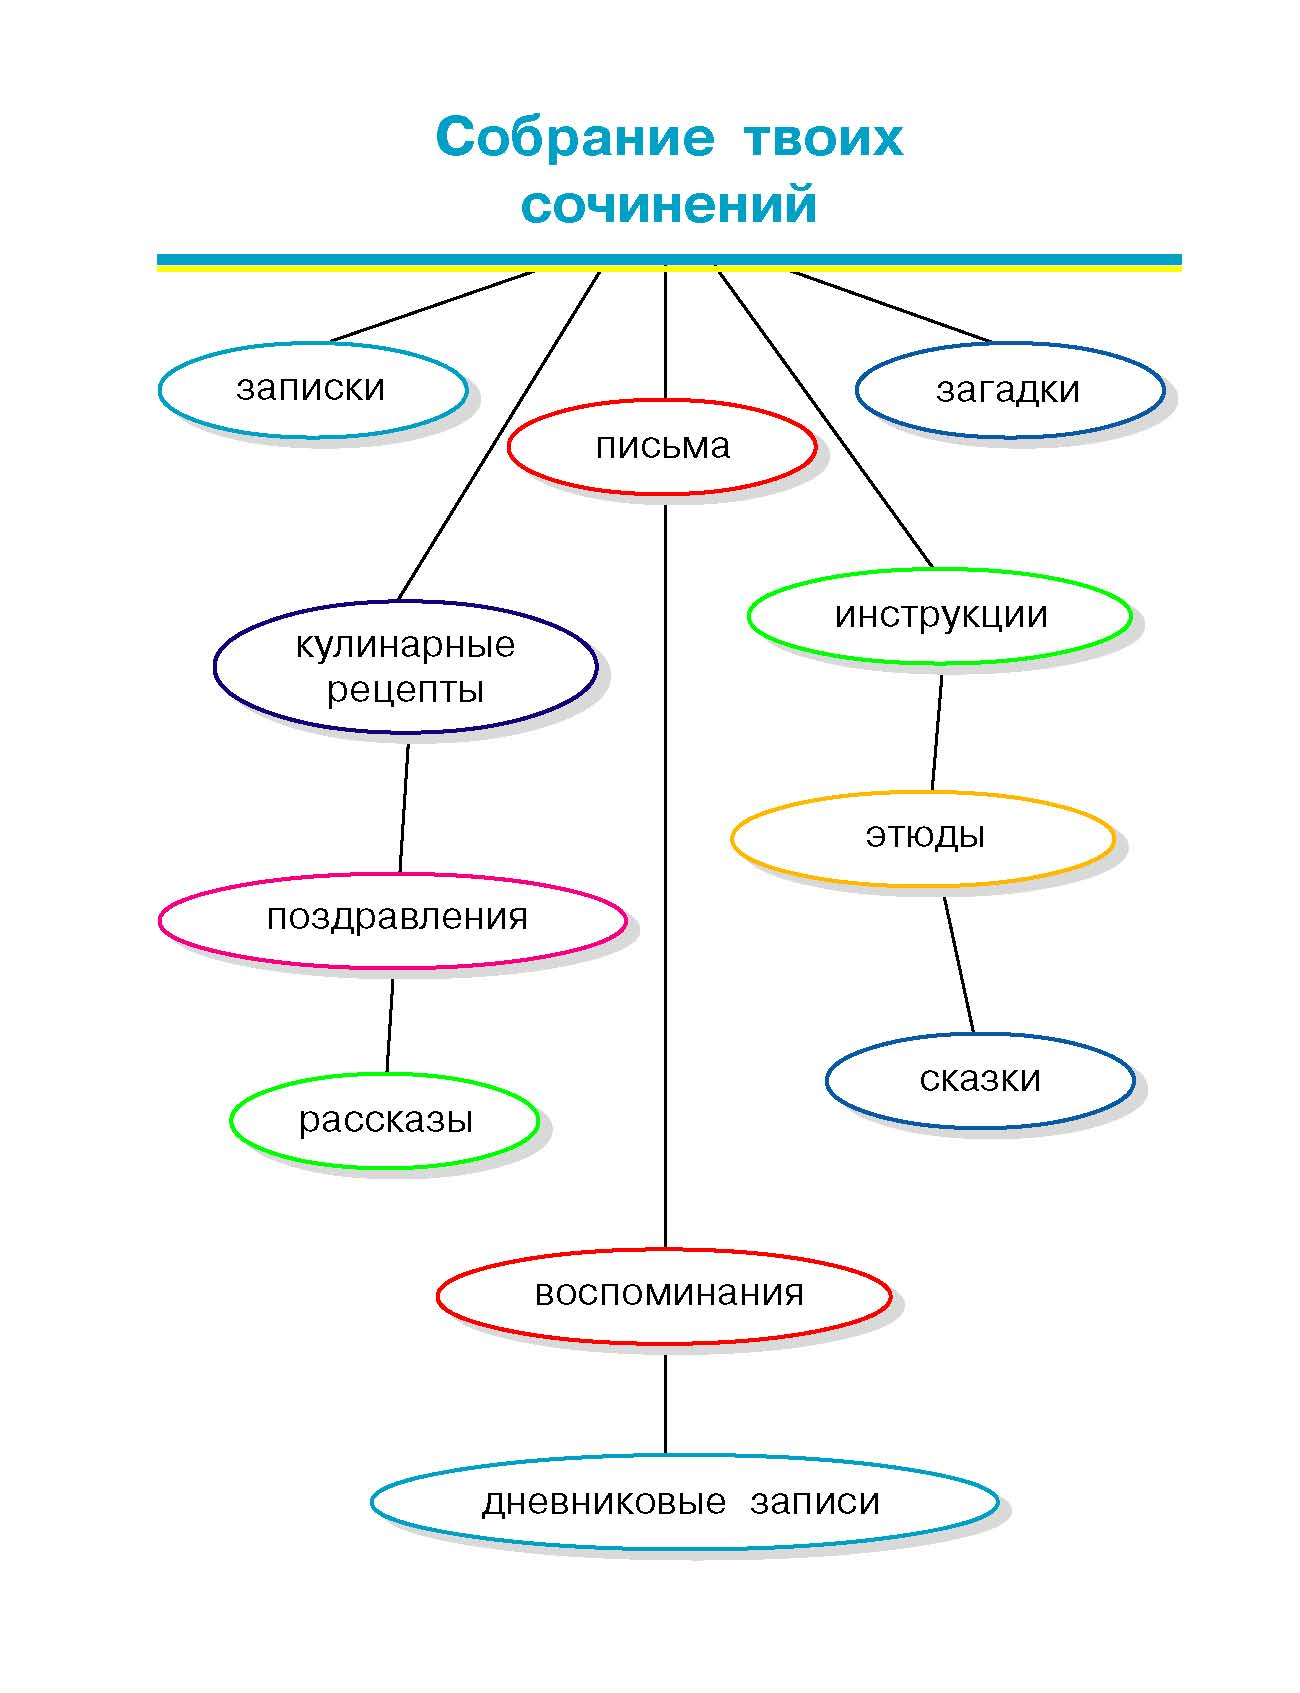 Собрание твоих
сочинений
записки
загадки
письма
инструкции
кулинарные
рецепты
этюды
поздравления
сказки
рассказы
воспоминания
дневниковые записи